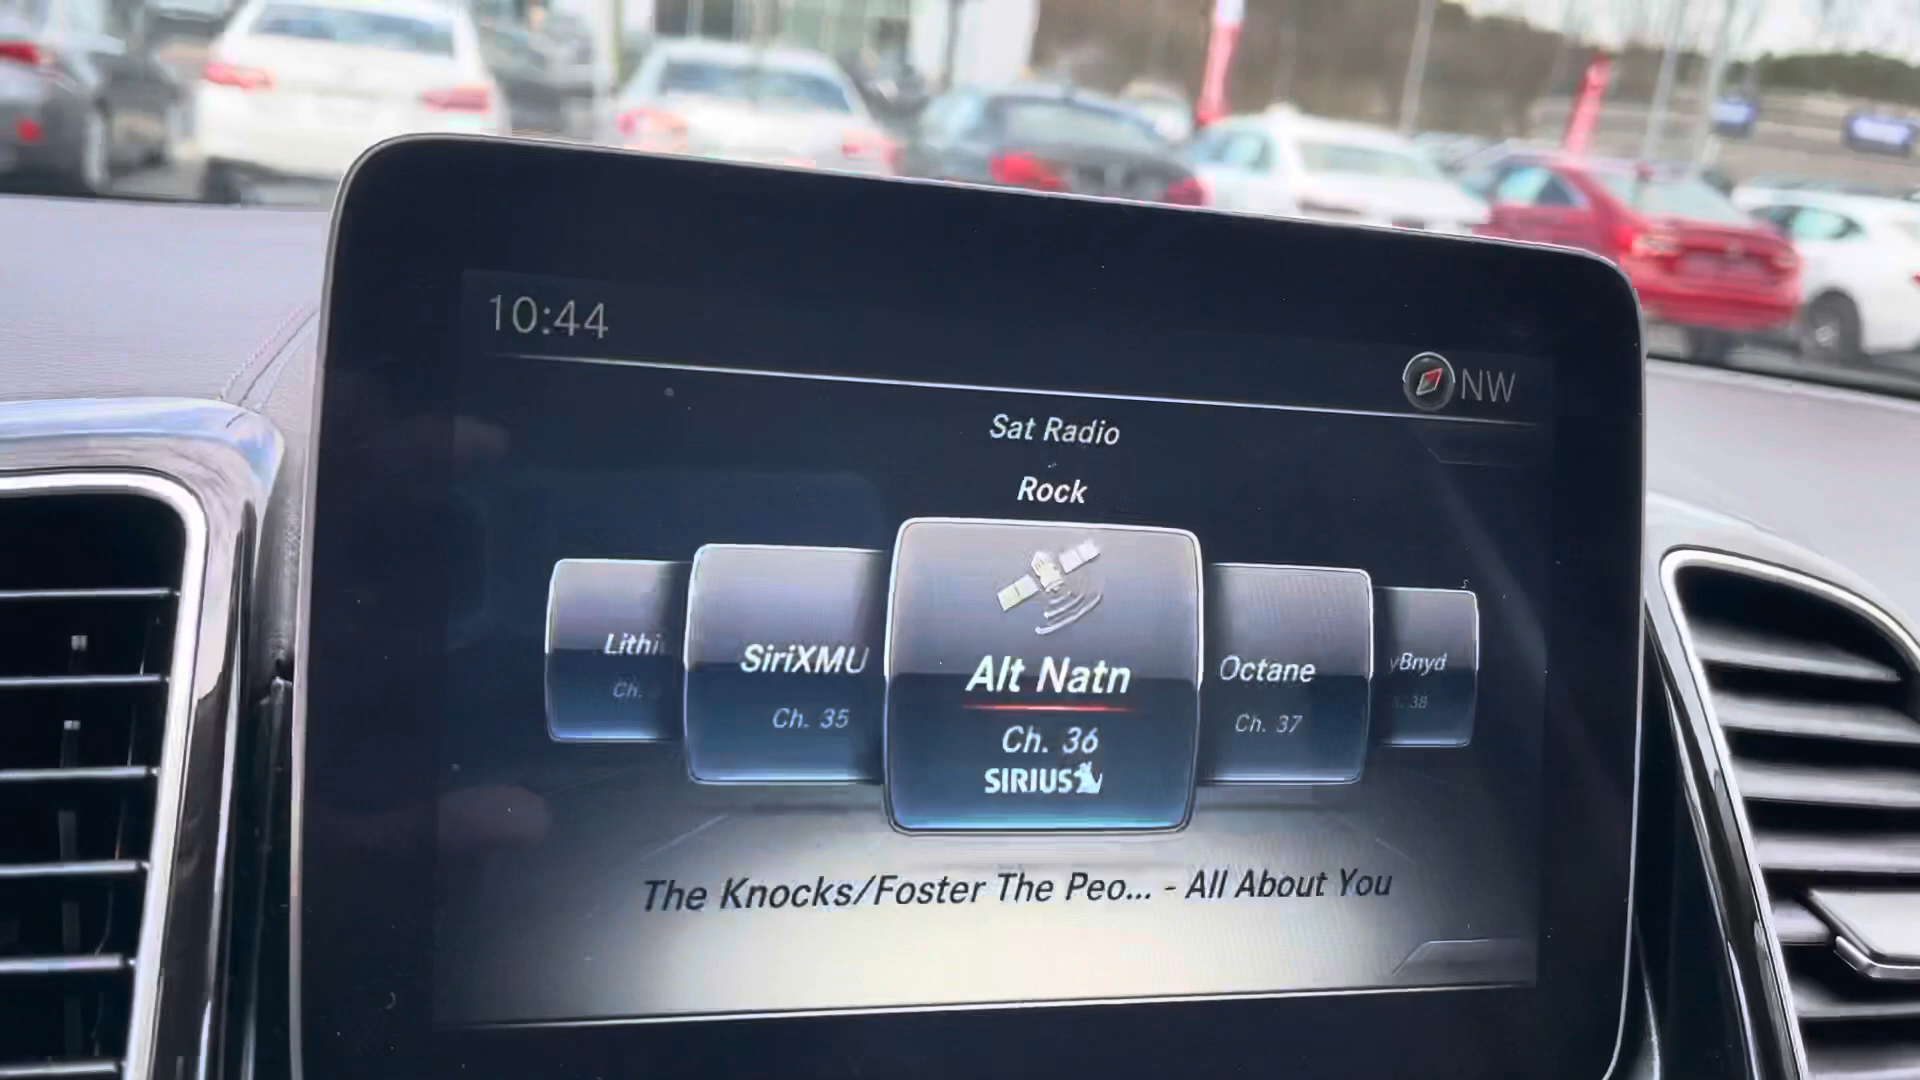 10:44
NW
Sat Radio
Rock
Lithi
Ch.
SiriXMU
Ch. 35
Alt Natn
Ch. 36
SIRIUS
Octane
Ch. 37
yBnyd
38
The Knocks/Foster The Peo... - All About You